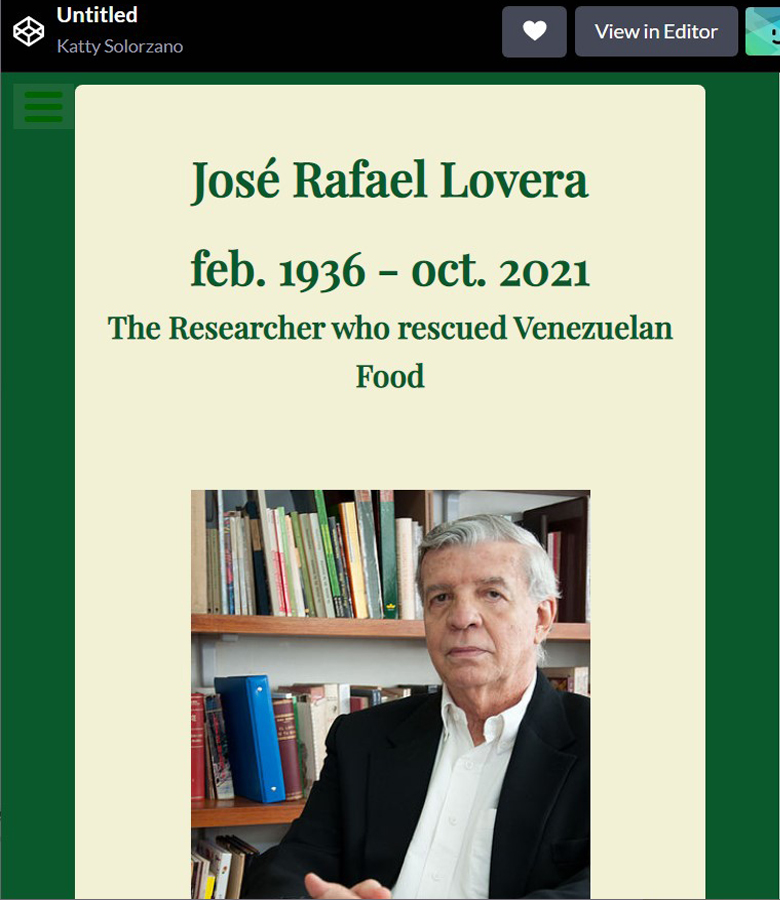 Untitled
Katty Solorzano
View in Editor
José Rafael Lovera
feb. 1936 - oct. 2021
The Researcher who rescued Venezuelan
Food